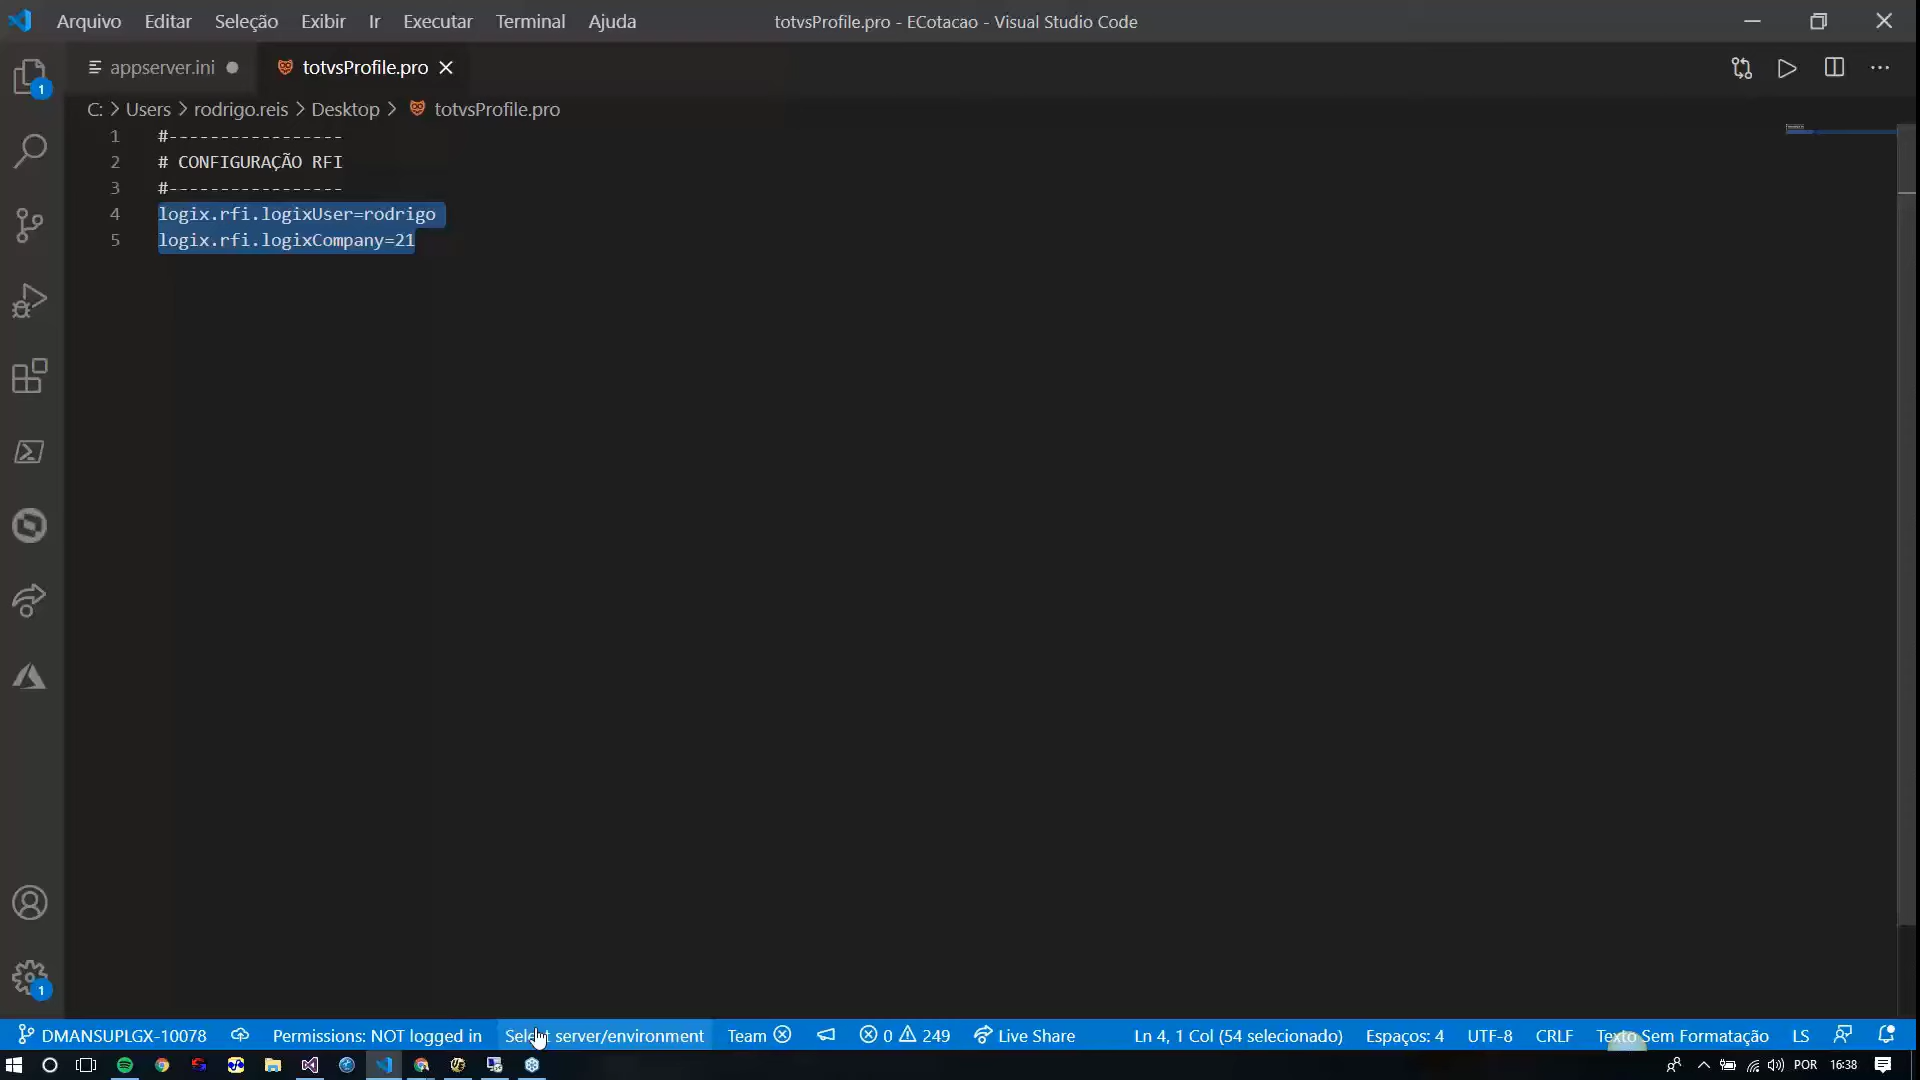 Arquivo Editar Seleção Exibir Ir Executar Terminal Ajuda totvsProfile.pro - ECotacao - Visual Studio Code
appserver.ini totvsProfile.pro
C: > Users > rodrigo.reis > Desktop > totvsProfile.pro
1 #-----------------
2 # CONFIGURAÇÃO RFI
3 #-----------------
4 logix.rfi.logixUser=rodrigo
5 logix.rfi.logixCompany=21
1
1
DMANSUPLGX-10078 Permissions: NOT logged in Select server/environment Team 0 249 Live Share Ln 4, 1 Col (54 selecionado) Espaços: 4 UTF-8 CRLF Texto Sem Formatação LS
POR 16:38